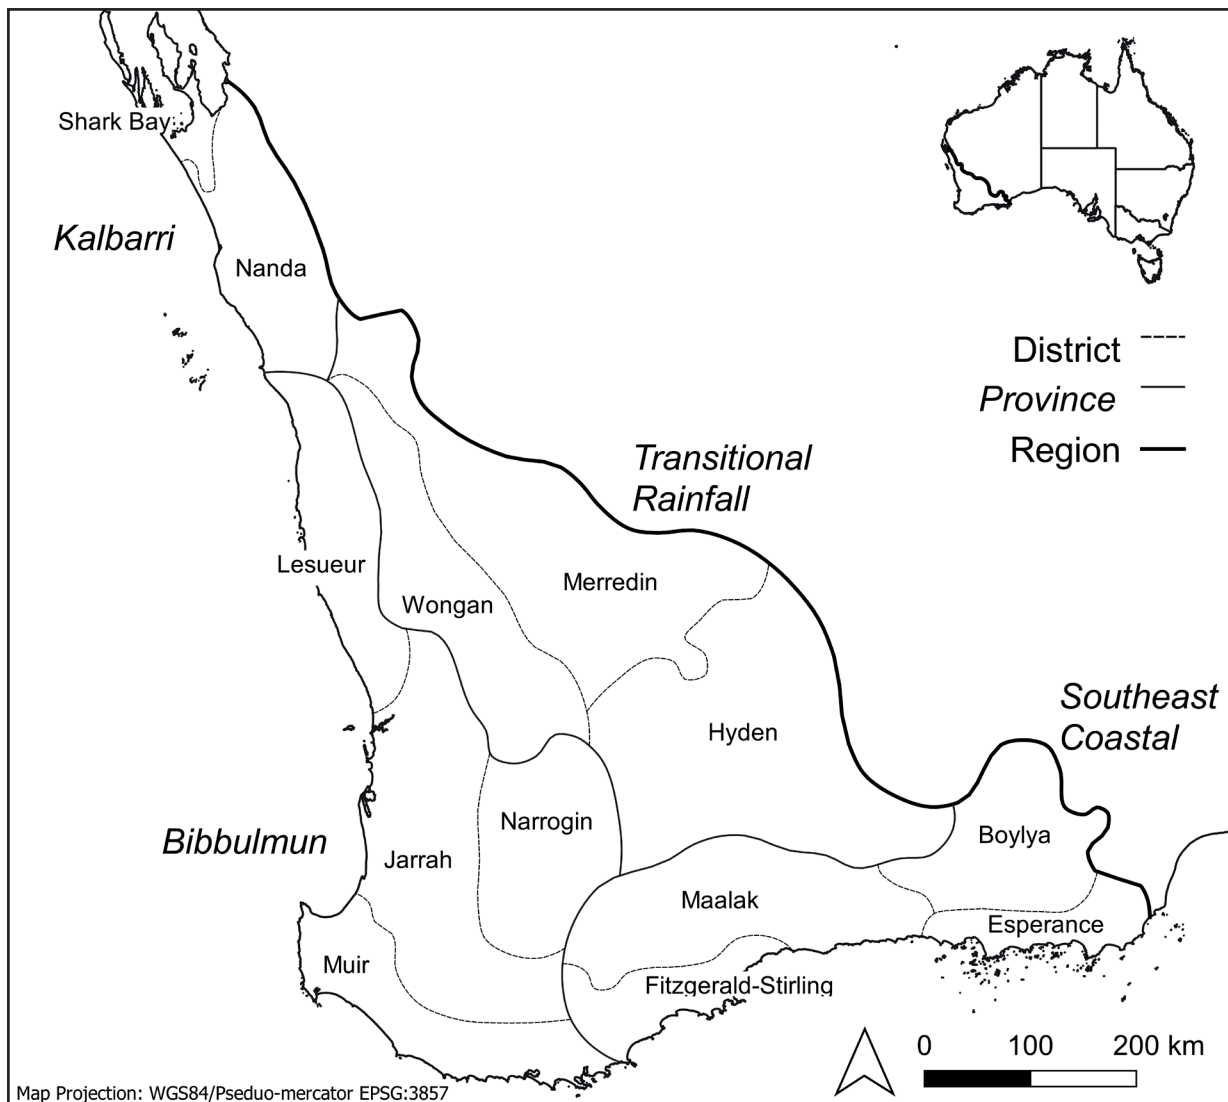 Shark Bay
Kalbarri
Nanda
District
Province
Region
Transitional
Rainfall
Lesueur
Merredin
Wongan
Southeast
Coastal
Hyden
Narrogin
Boylya
Bibbulmun
Jarrah
Maalak
Esperance
Muir
Fitzgerald-Stirling
0 100 200 km
Map Projection: WGS84/Pseduo-mercator EPSG:3857